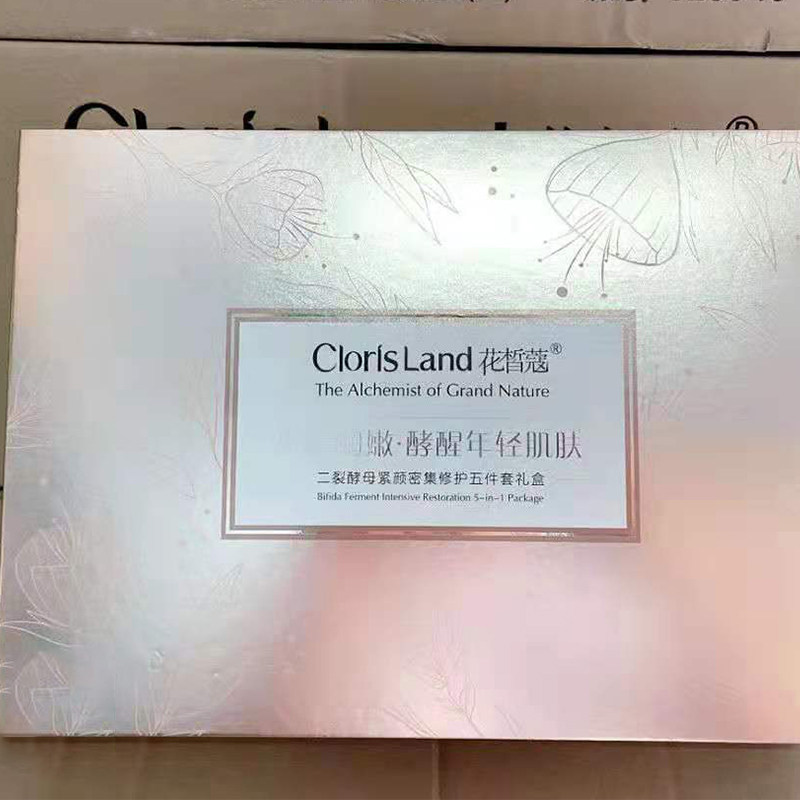 ClorisLand 花皙蔻®
The Alchemist of Grand Nature
嫩·酵醒年轻肌肤
二裂酵母紧颜密集修护五件套礼盒
Bifida Ferment Intensive Restoration 5-in-1 Package